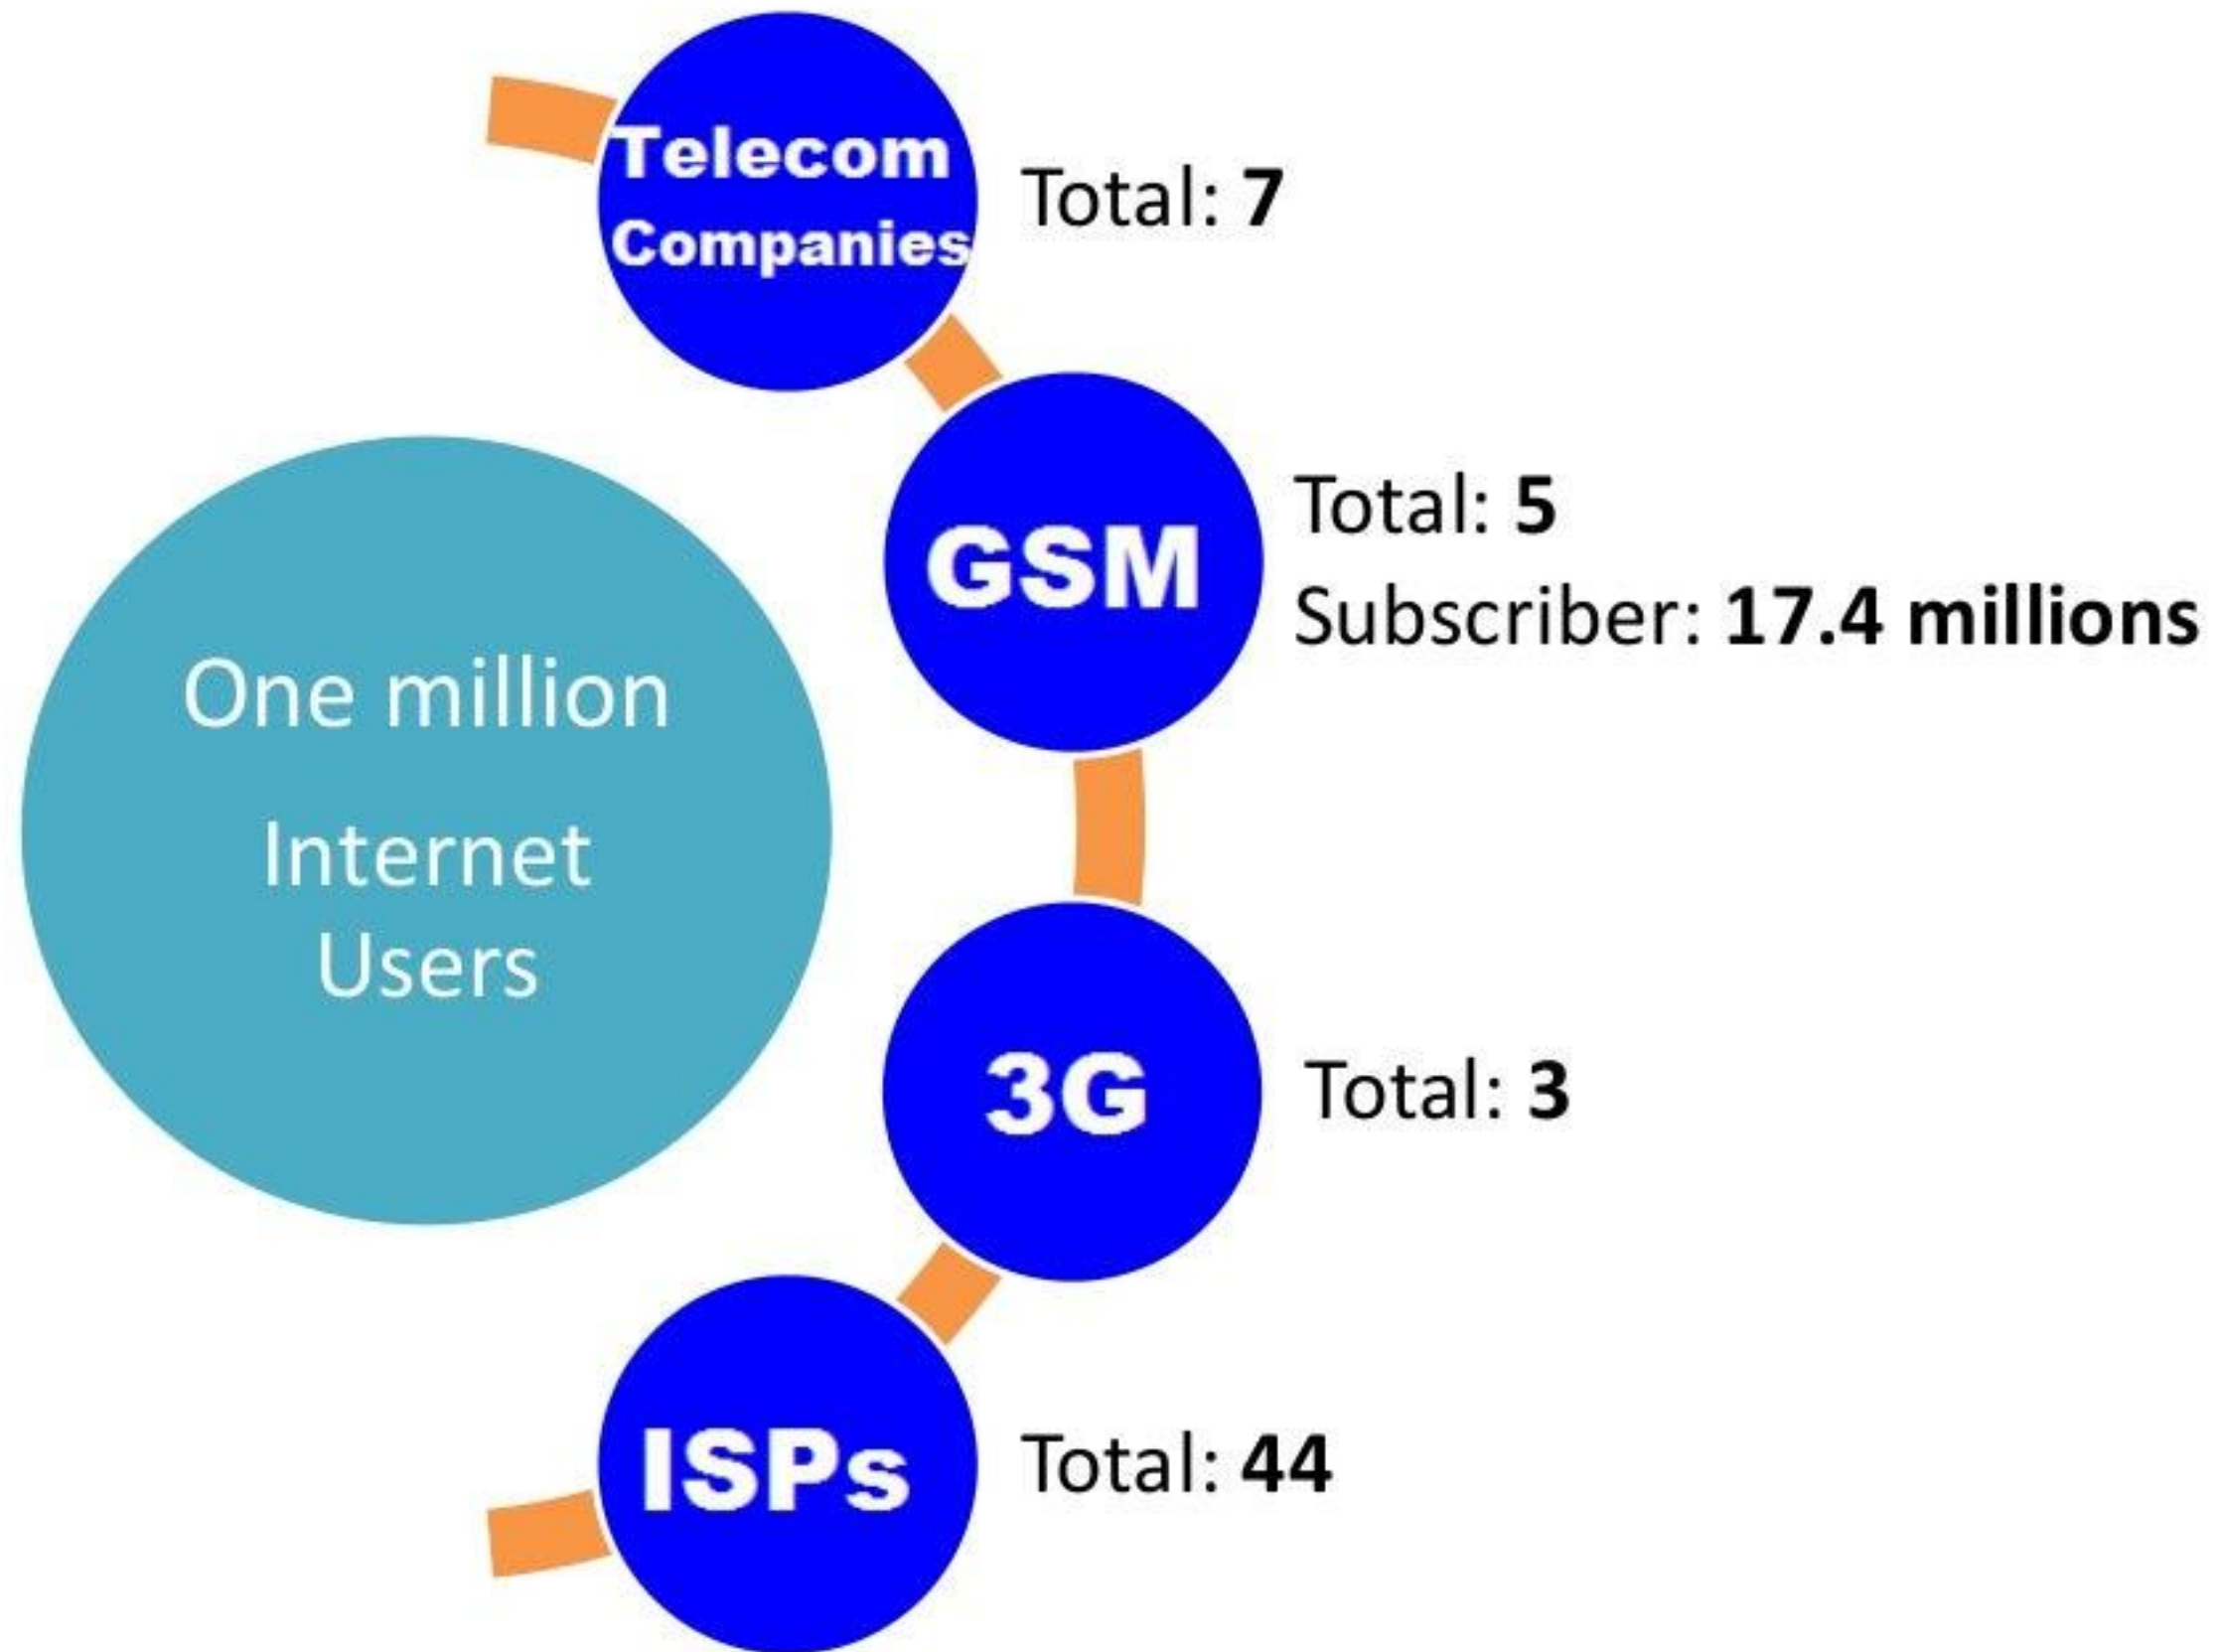 Telecom
Companies
Total: 7
GSM
Total: 5
Subscriber: 17.4 millions
One million
Internet
Users
3G
Total: 3
ISPs
Total: 44